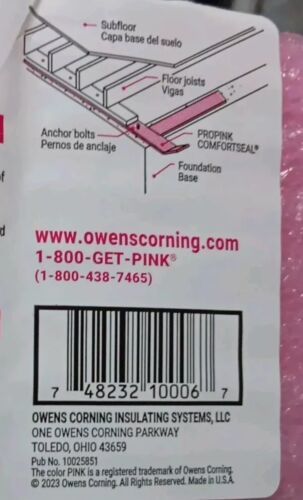 Subfloor
Capa base del suelo
Floor joists
Vigas
Anchor bolts
Pernos de anclaje
PROPINK
COMFORTSEAL®
Foundation
Base
www.owenscorning.com
1-800-GET-PINK®
(1-800-438-7465)
7 48232 10006 7
OWENS CORNING INSULATING SYSTEMS, LLC
ONE OWENS CORNING PARKWAY
TOLEDO, OHIO 43659
Pub No. 10025851
The color PINK is a registered trademark of Owens Corning.
© 2023 Owens Corning. All Rights Reserved. Made in U.S.A.